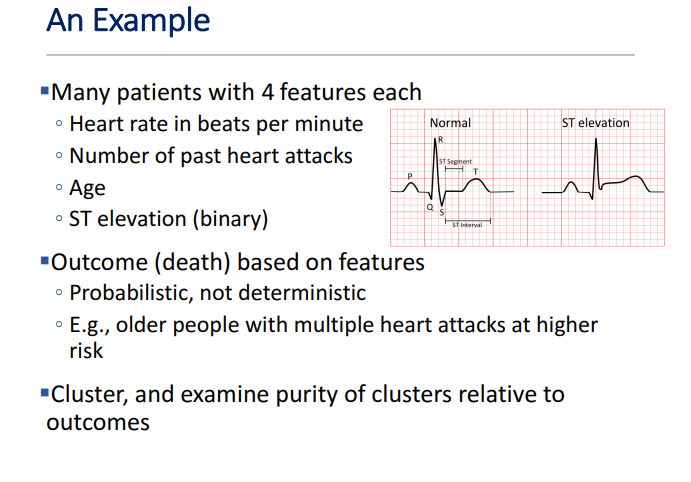 An Example
▪Many patients with 4 features each
◦ Heart rate in beats per minute
◦ Number of past heart attacks
◦ Age
◦ ST elevation (binary)
Normal
ST elevation
R
ST Segment
P
T
Q
S
ST Interval
▪Outcome (death) based on features
◦ Probabilistic, not deterministic
◦ E.g., older people with multiple heart attacks at higher
risk
▪Cluster, and examine purity of clusters relative to
outcomes